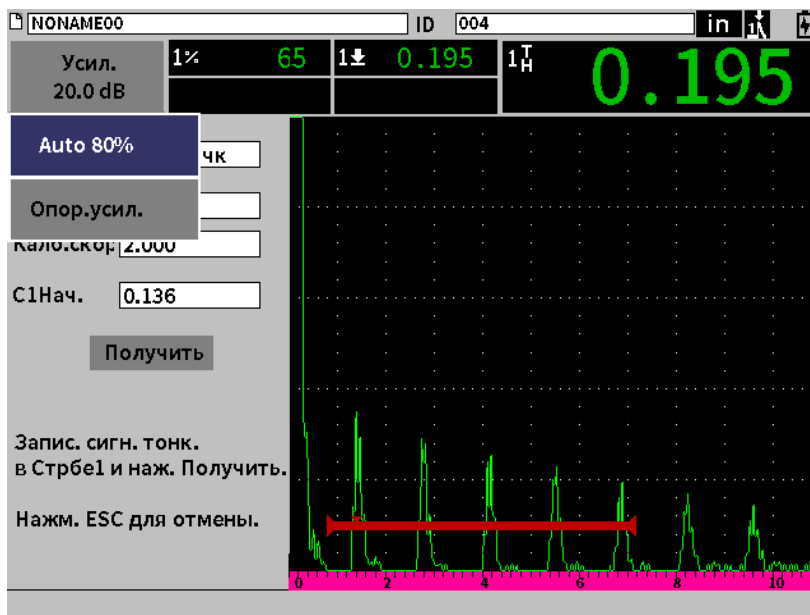 NONAME00 ID 004 in
Усил.
20.0 dB
1% 65
1 0.195
1 T H 0.195
Auto 80%
чк
Опор.усил.
Кало.скор 2.000
С1Нач. 0.136
Получить
Запис. сигн. тонк.
в Стрбе1 и наж. Получить.
Нажм. ESC для отмены.
0 2 4 6 8 10